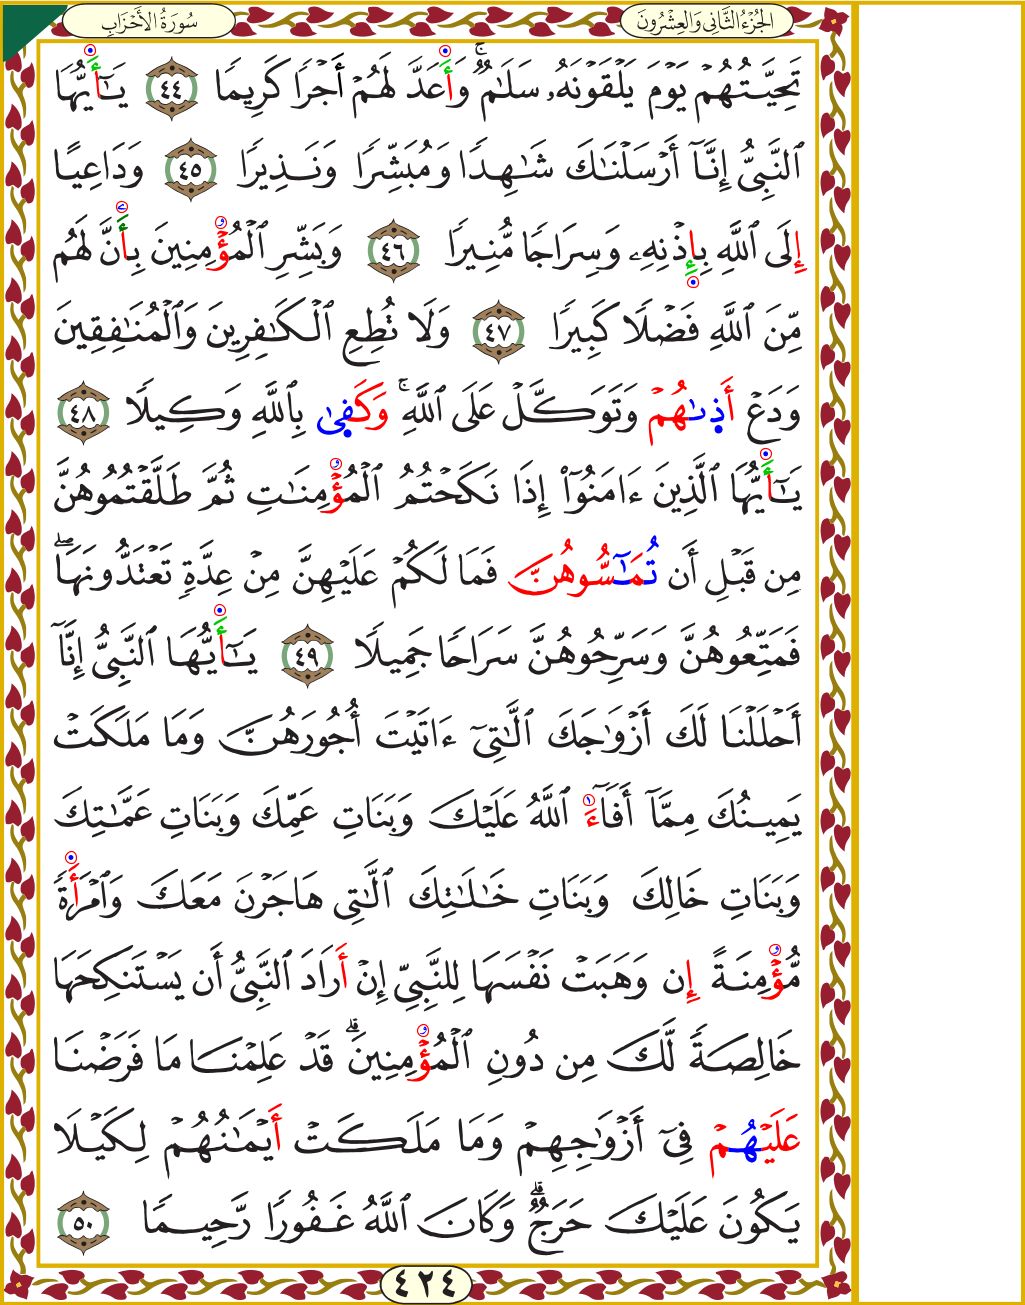 سُورَةُ الأَحْزَابِ
الجُزْءُ الثَّانِي وَالعِشْرُونَ
تَحِيَّتُهُمْ يَوْمَ يَلْقَوْنَهُۥ سَلَٰمٌۚ وَأَعَدَّ لَهُمْ أَجْرًا كَرِيمًا ٤٤ يَٰٓأَيُّهَا
ٱلنَّبِيُّ إِنَّآ أَرْسَلْنَٰكَ شَٰهِدًا وَمُبَشِّرًا وَنَذِيرًا ٤٥ وَدَاعِيًا
إِلَى ٱللَّهِ بِإِذْنِهِۦ وَسِرَاجًا مُّنِيرًا ٤٦ وَبَشِّرِ ٱلْمُؤْمِنِينَ بِأَنَّ لَهُم
مِّنَ ٱللَّهِ فَضْلًا كَبِيرًا ٤٧ وَلَا تُطِعِ ٱلْكَٰفِرِينَ وَٱلْمُنَٰفِقِينَ
وَدَعْ أَذِىٰهُمْ وَتَوَكَّلْ عَلَى ٱللَّهِۚ وَكَفِىٰ بِٱللَّهِ وَكِيلًا ٤٨
يَٰٓأَيُّهَا ٱلَّذِينَ ءَامَنُوٓا۟ إِذَا نَكَحْتُمُ ٱلْمُؤْمِنَٰتِ ثُمَّ طَلَّقْتُمُوهُنَّ
مِن قَبْلِ أَن تُمَٰٓسُّوهُنَّ فَمَا لَكُمْ عَلَيْهِنَّ مِنْ عِدَّةٍ تَعْتَدُّونَهَاۖ
فَمَتِّعُوهُنَّ وَسَرِّحُوهُنَّ سَرَاحًا جَمِيلًا ٤٩ يَٰٓأَيُّهَا ٱلنَّبِيُّ إِنَّآ
أَحْلَلْنَا لَكَ أَزْوَٰجَكَ ٱلَّٰتِىٓ ءَاتَيْتَ أُجُورَهُنَّ وَمَا مَلَكَتْ
يَمِينُكَ مِمَّآ أَفَآءَ ٱللَّهُ عَلَيْكَ وَبَنَاتِ عَمِّكَ وَبَنَاتِ عَمَّٰتِكَ
وَبَنَاتِ خَالِكَ وَبَنَاتِ خَٰلَٰتِكَ ٱلَّٰتِى هَاجَرْنَ مَعَكَ وَٱمْرَأَةً
مُّؤْمِنَةً إِن وَهَبَتْ نَفْسَهَا لِلنَّبِيِّ إِنْ أَرَادَ ٱلنَّبِيُّ أَن يَسْتَنكِحَهَا
خَالِصَةً لَّكَ مِن دُونِ ٱلْمُؤْمِنِينَۗ قَدْ عَلِمْنَا مَا فَرَضْنَا
عَلَيْهُمْ فِىٓ أَزْوَٰجِهِمْ وَمَا مَلَكَتْ أَيْمَٰنُهُمْ لِكَيْلَا
يَكُونَ عَلَيْكَ حَرَجٌۗ وَكَانَ ٱللَّهُ غَفُورًا رَّحِيمًا ٥٠
٤٢٤